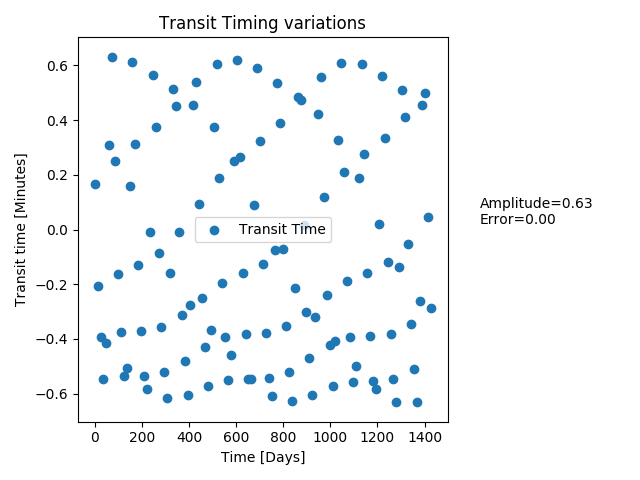 Transit Timing variations
Transit time [Minutes]
0.6
0.4
0.2
0.0
−0.2
−0.4
−0.6
Transit Time
Amplitude=0.63
Error=0.00
0 200 400 600 800 1000 1200 1400
Time [Days]